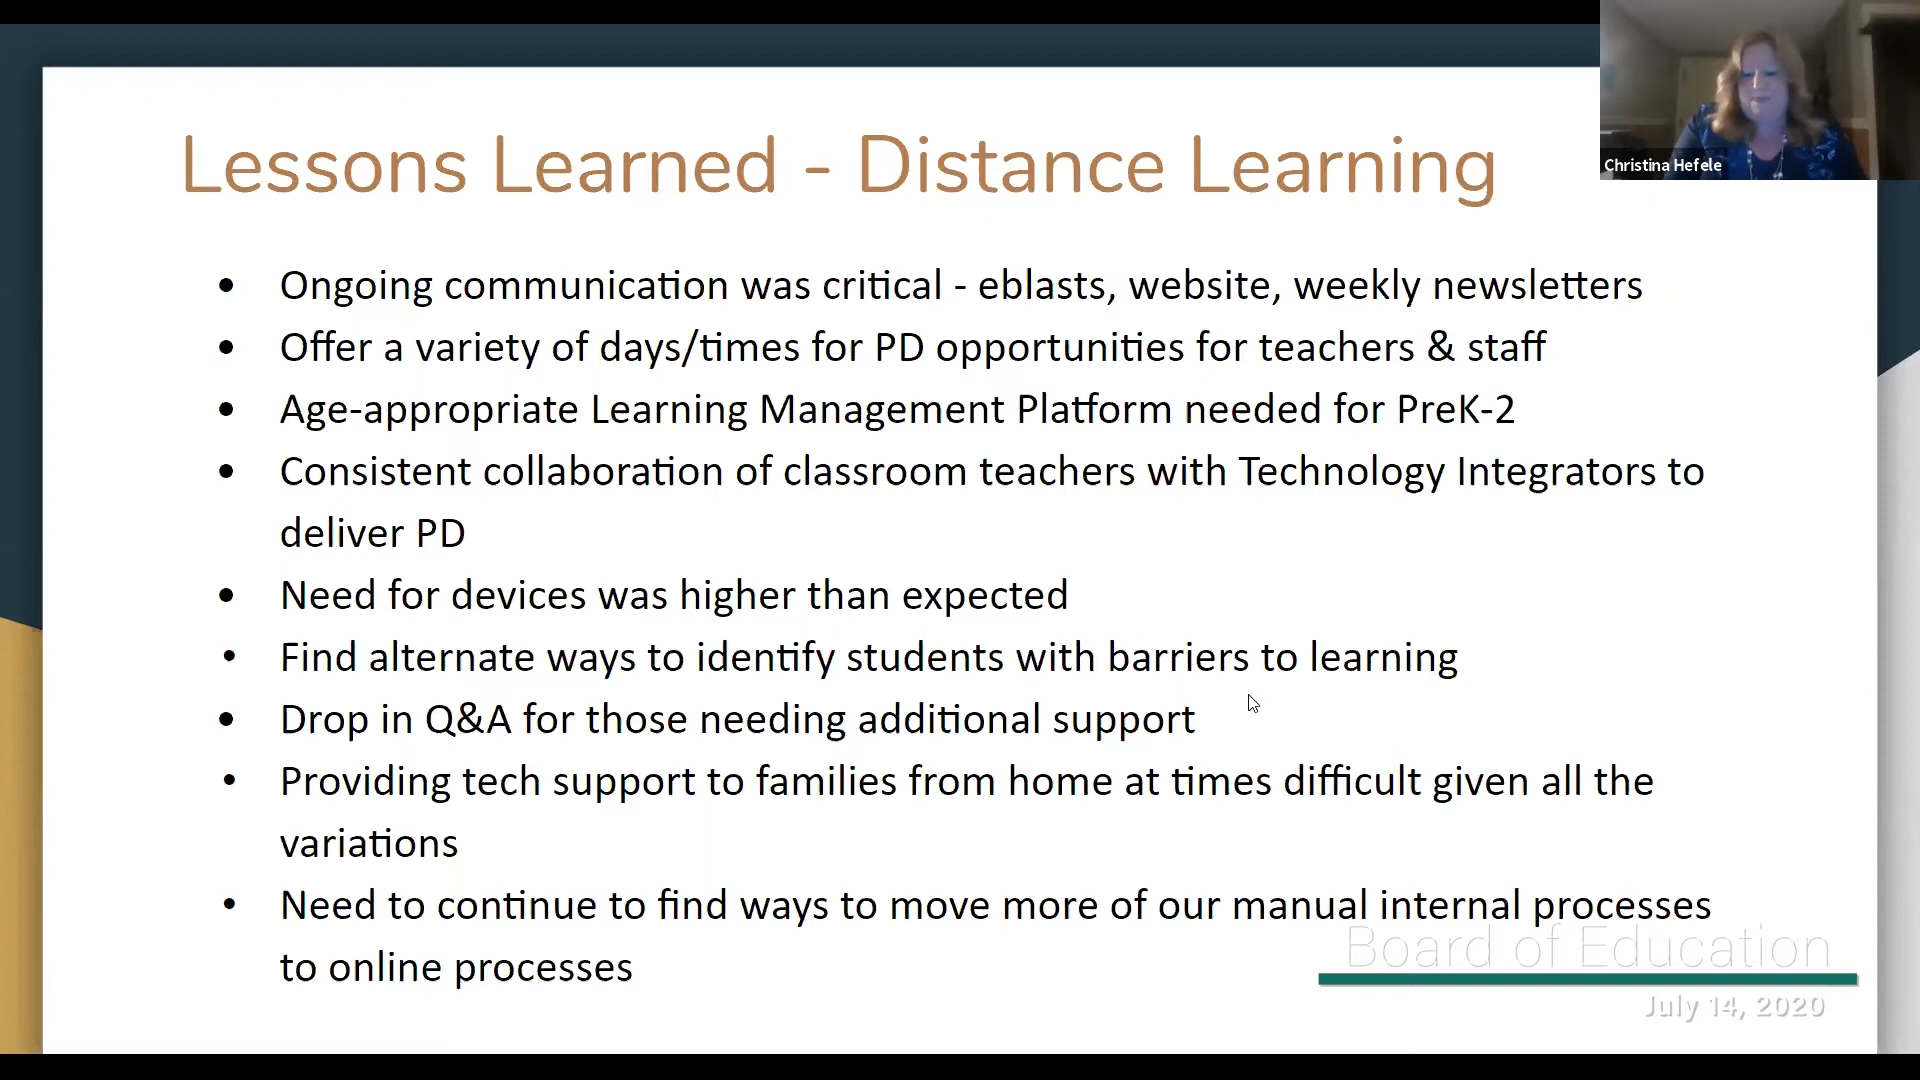 Lessons Learned - Distance Learning
Christina Hefele
• Ongoing communication was critical - eblasts, website, weekly newsletters
• Offer a variety of days/times for PD opportunities for teachers & staff
• Age-appropriate Learning Management Platform needed for PreK-2
• Consistent collaboration of classroom teachers with Technology Integrators to
deliver PD
• Need for devices was higher than expected
• Find alternate ways to identify students with barriers to learning
• Drop in Q&A for those needing additional support
• Providing tech support to families from home at times difficult given all the
variations
• Need to continue to find ways to move more of our manual internal processes
to online processes
Board of Education
July 14, 2020